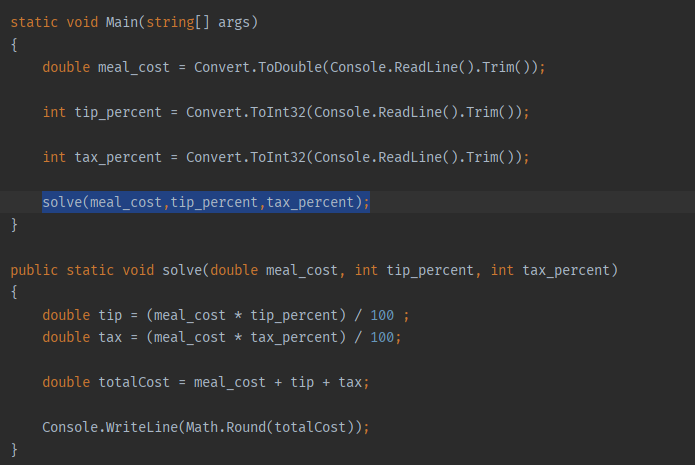 static void Main(string[] args)
{
    double meal_cost = Convert.ToDouble(Console.ReadLine().Trim());
    int tip_percent = Convert.ToInt32(Console.ReadLine().Trim());
    int tax_percent = Convert.ToInt32(Console.ReadLine().Trim());
    solve(meal_cost,tip_percent,tax_percent);
}
public static void solve(double meal_cost, int tip_percent, int tax_percent)
{
    double tip = (meal_cost * tip_percent) / 100 ;
    double tax = (meal_cost * tax_percent) / 100;
    double totalCost = meal_cost + tip + tax;
    Console.WriteLine(Math.Round(totalCost));
}